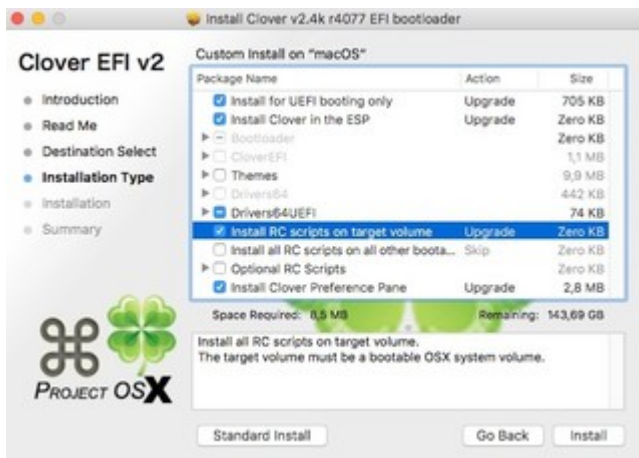 Install Clover v2.4k r4077 EFI bootloader
Clover EFI v2
Introduction
Read Me
Destination Select
Installation Type
Installation
Summary
PROJECT OSX
Custom Install on "macOS"
Package Name Action Size
Install for UEFI booting only Upgrade 705 KB
Install Clover in the ESP Upgrade Zero KB
Bootloader Zero KB
CloverEFI 1,1 MB
Themes 9,9 MB
Drivers64 442 KB
Drivers64UEFI 74 KB
Install RC scripts on target volume Upgrade Zero KB
Install all RC scripts on all other boota... Skip Zero KB
Optional RC Scripts Zero KB
Install Clover Preference Pane Upgrade 2,8 MB
Space Required: 8,5 MB Remaining: 143,69 GB
Install all RC scripts on target volume.
The target volume must be a bootable OSX system volume.
Standard Install Go Back Install